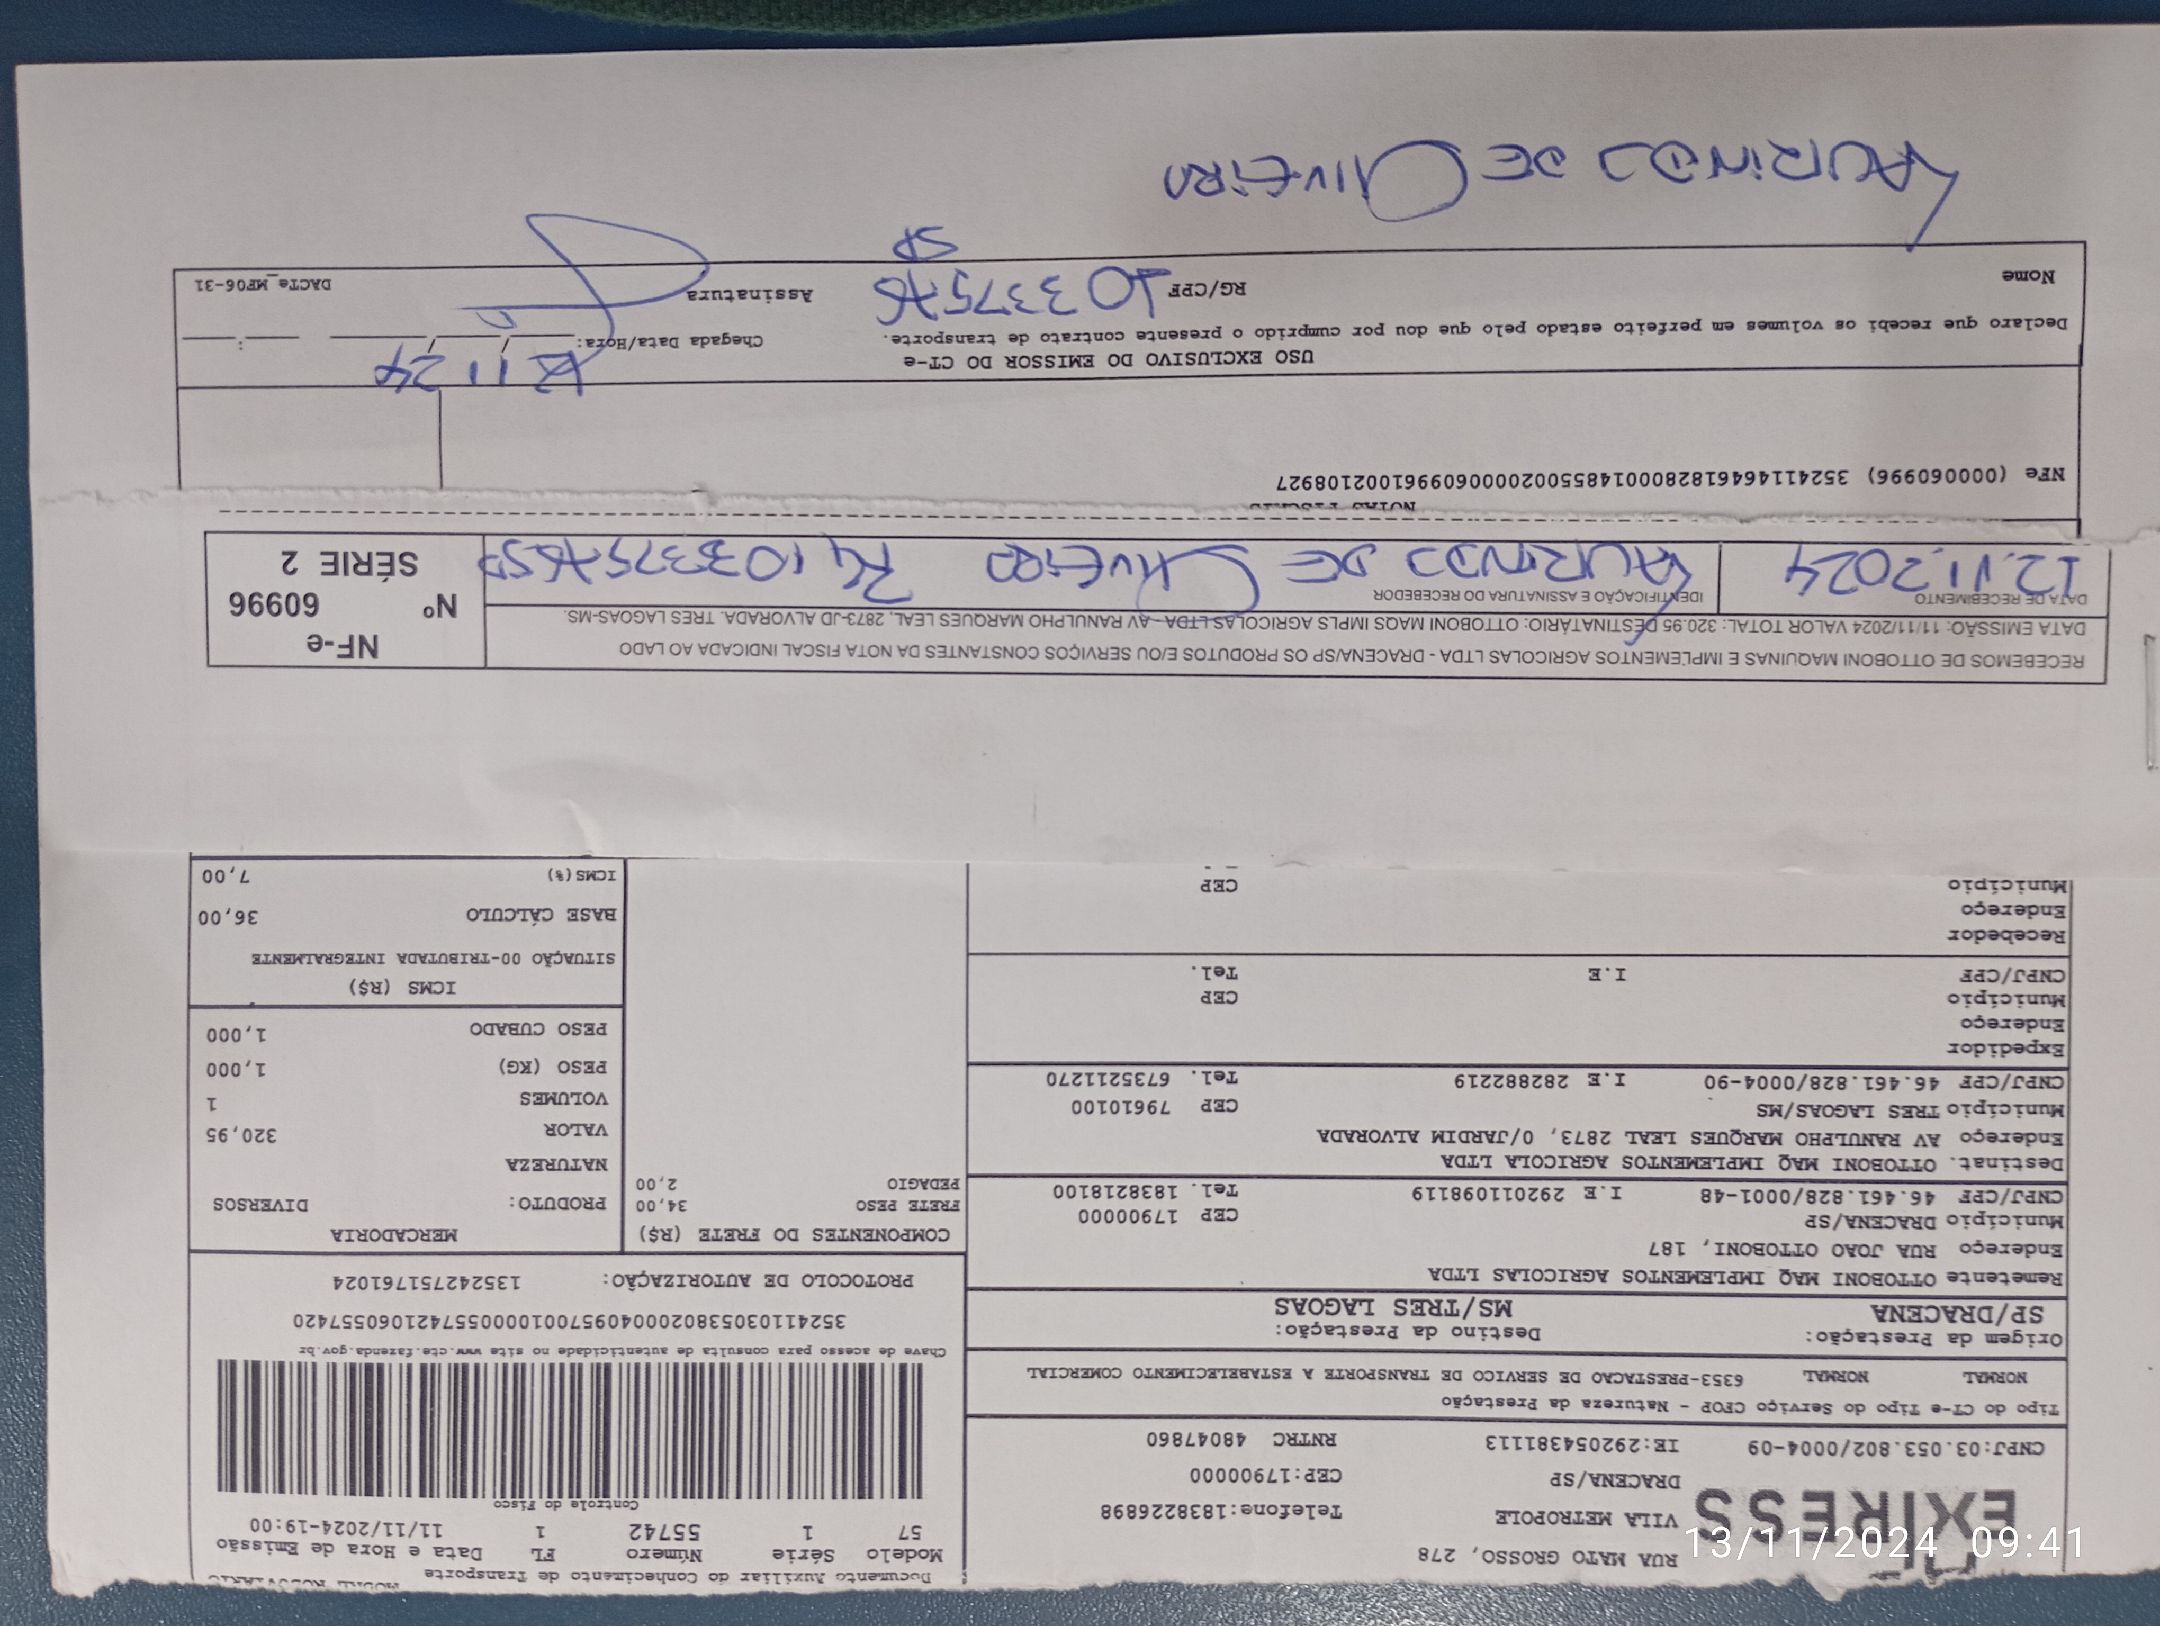 Documento Auxiliar do Conhecimento de Transporte
Modelo Série Número FL Data e Hora de Emissão
57 1 55742 1 11/11/2024-19:00
Controle do Fisco
Chave de acesso para consulta de autenticidade no site www.cte.fazenda.gov.br
35241103053802000409570010000557421060557420
PROTOCOLO DE AUTORIZAÇÃO: 135242751761024
EXPRESS
RUA MATO GROSSO, 278
VILA METROPOLE Telefone:1838226898
DRACENA/SP CEP:17900000
CNPJ:03.053.802/0004-09 IE:292054381113 RNTRC 48047860
Tipo do CT-e Tipo do Serviço CFOP - Natureza da Prestação
NORMAL NORMAL 6353-PRESTACAO DE SERVICO DE TRANSPORTE A ESTABELECIMENTO COMERCIAL
Origem da Prestação: Destino da Prestação:
SP/DRACENA MS/TRES LAGOAS
Remetente OTTOBONI MAQ IMPLEMENTOS AGRICOLAS LTDA
Endereço RUA JOAO OTTOBONI, 187
Município DRACENA/SP CEP 17900000
CNPJ/CPF 46.461.828/0001-48 I.E 292011098119 Tel. 1838218100
Destinat. OTTOBONI MAQ IMPLEMENTOS AGRICOLA LTDA
Endereço AV RANULPHO MARQUES LEAL 2873, 0/JARDIM ALVORADA
Município TRES LAGOAS/MS CEP 79610100
CNPJ/CPF 46.461.828/0004-90 I.E 282882219 Tel. 6735211270
Expedidor
Endereço
Município CEP
CNPJ/CPF I.E Tel.
Recebedor
Endereço
Município CEP
COMPONENTES DO FRETE (R$)
FRETE PESO 34,00
PEDAGIO 2,00
MERCADORIA
PRODUTO: DIVERSOS
NATUREZA
VALOR 320,95
VOLUMES 1
PESO (KG) 1,000
PESO CUBADO 1,000
ICMS (R$)
SITUAÇÃO 00-TRIBUTADA INTEGRALMENTE
BASE CÁLCULO 36,00
ICMS(%) 7,00
RECEBEMOS DE OTTOBONI MAQUINAS E IMPLEMENTOS AGRICOLAS LTDA - DRACENA/SP OS PRODUTOS E/OU SERVIÇOS CONSTANTES DA NOTA FISCAL INDICADA AO LADO
DATA EMISSÃO: 11/11/2024 VALOR TOTAL: 320.95 DESTINATÁRIO: OTTOBONI MAQS IMPLS AGRICOLAS LTDA - AV RANULPHO MARQUES LEAL, 2873-JD ALVORADA. TRES LAGOAS-MS.
DATA DE RECEBIMENTO IDENTIFICAÇÃO E ASSINATURA DO RECEBEDOR
12.11.2024 LAURINDO DE OLIVEIRA RG 10337576SP
NF-e
Nº 60996
SÉRIE 2
NOTAS FISCAIS
NFe (000060996) 35241146461828000148550020000609961002108927
USO EXCLUSIVO DO EMISSOR DO CT-e
Declaro que recebi os volumes em perfeito estado pelo que dou por cumprido o presente contrato de transporte.
Chegada Data/Hora: 12/11/24
Nome RG/CPF 10337576 SP Assinatura
DACTe_MF06-31
LAURINDO DE OLIVEIRA
13/11/2024 09:41